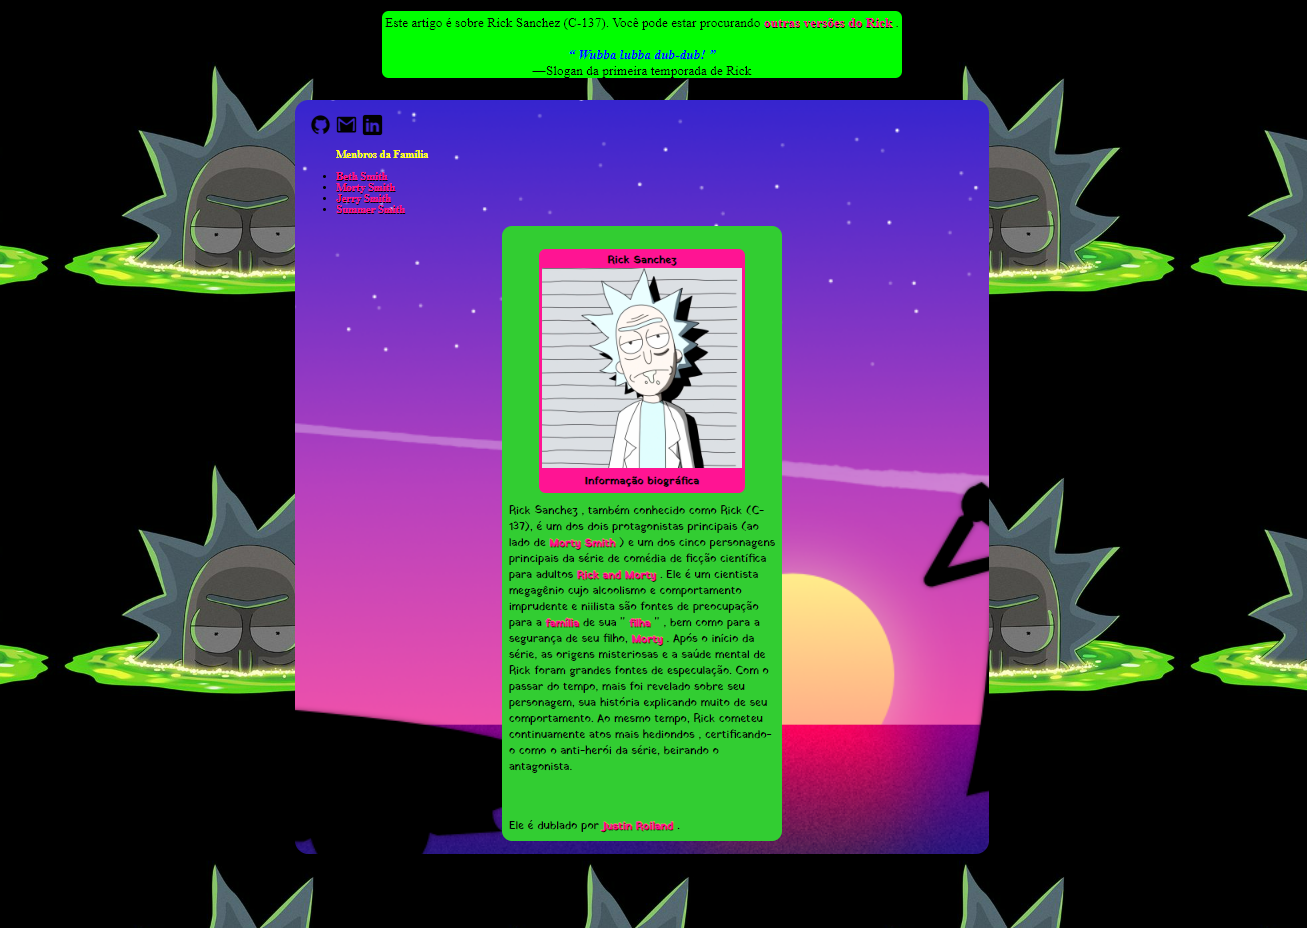 Este artigo é sobre Rick Sanchez (C-137). Você pode estar procurando outras versões do Rick .
“ Wubba lubba dub-dub! ”
—Slogan da primeira temporada de Rick
in
Menbros da Família
Beth Smith
Morty Smith
Jerry Smith
Summer Smith
Rick Sanchez
Informação biográfica
Rick Sanchez , também conhecido como Rick (C-
137), é um dos dois protagonistas principais (ao
lado de Morty Smith ) e um dos cinco personagens
principais da série de comédia de ficção científica
para adultos Rick and Morty . Ele é um cientista
megagênio cujo alcoolismo e comportamento
imprudente e niilista são fontes de preocupação
para a família de sua " filha " , bem como para a
segurança de seu filho, Morty . Após o início da
série, as origens misteriosas e a saúde mental de
Rick foram grandes fontes de especulação. Com o
passar do tempo, mais foi revelado sobre seu
personagem, sua história explicando muito de seu
comportamento. Ao mesmo tempo, Rick cometeu
continuamente atos mais hediondos , certificando-
o como o anti-herói da série, beirando o
antagonista.
Ele é dublado por Justin Roiland .